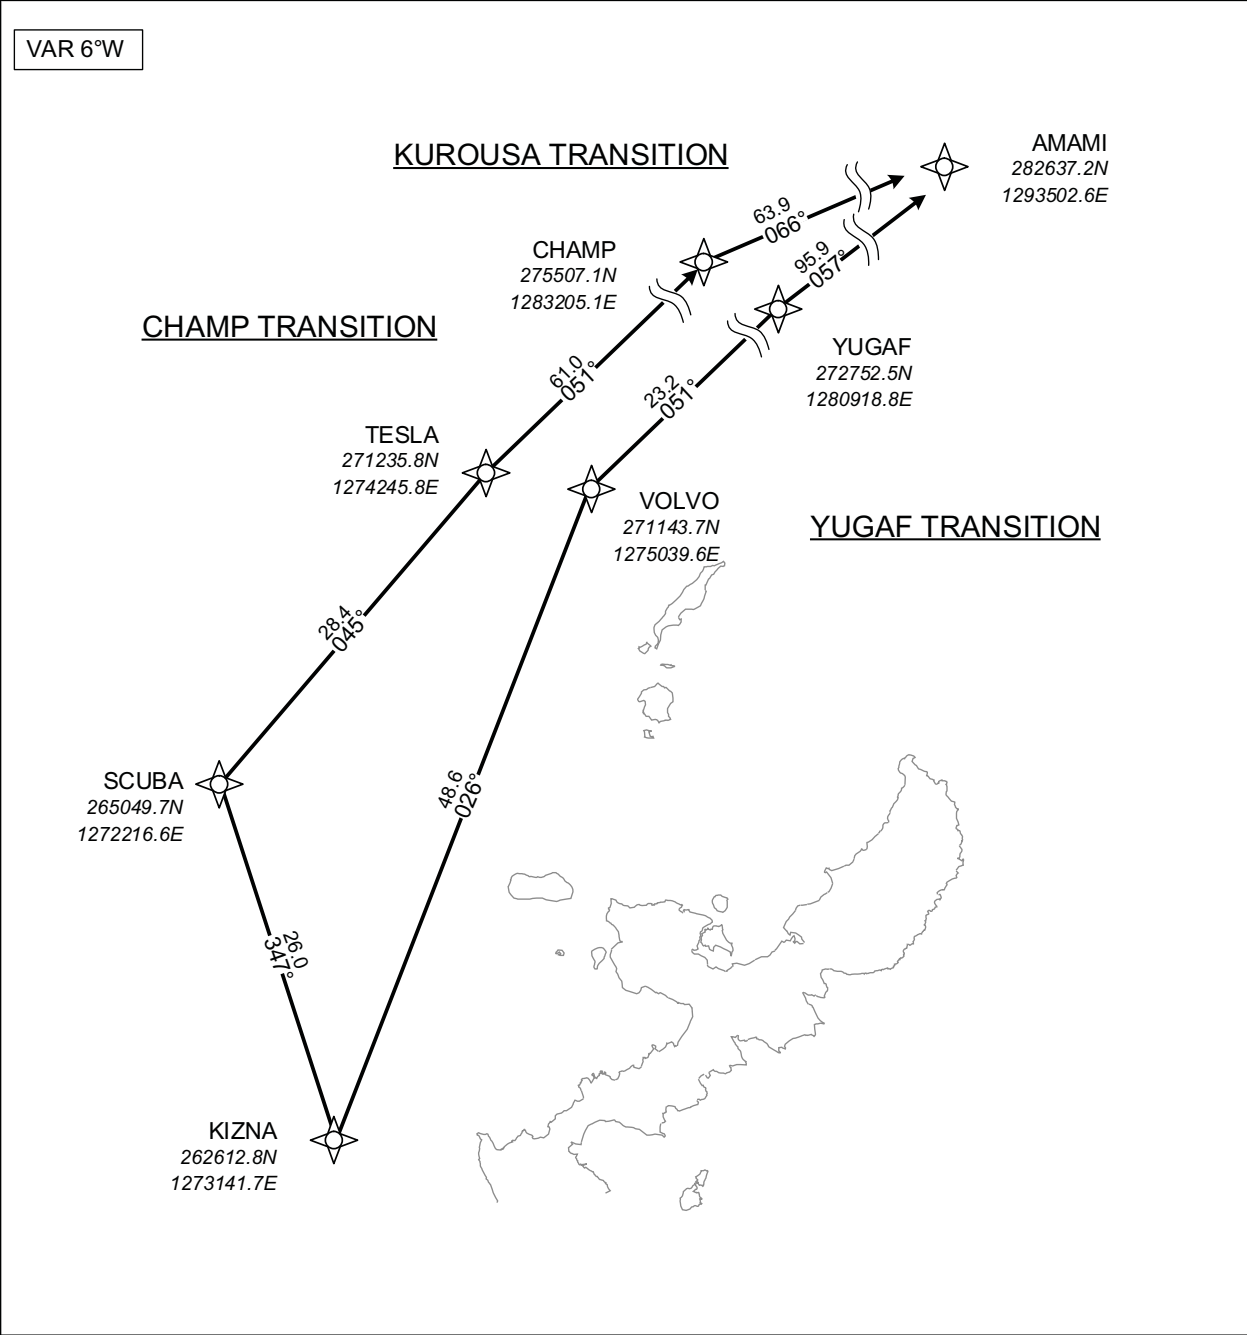 VAR 6°W
KUROUSA TRANSITION
AMAMI
282637.2N
1293502.6E
63.9
066°
CHAMP
275507.1N
1283205.1E
95.9
057°
CHAMP TRANSITION
YUGAF
272752.5N
1280918.8E
61.0
051°
23.2
051°
TESLA
271235.8N
1274245.8E
VOLVO
271143.7N
1275039.6E
YUGAF TRANSITION
28.4
045°
SCUBA
265049.7N
1272216.6E
48.6
026°
26.0
347°
KIZNA
262612.8N
1273141.7E